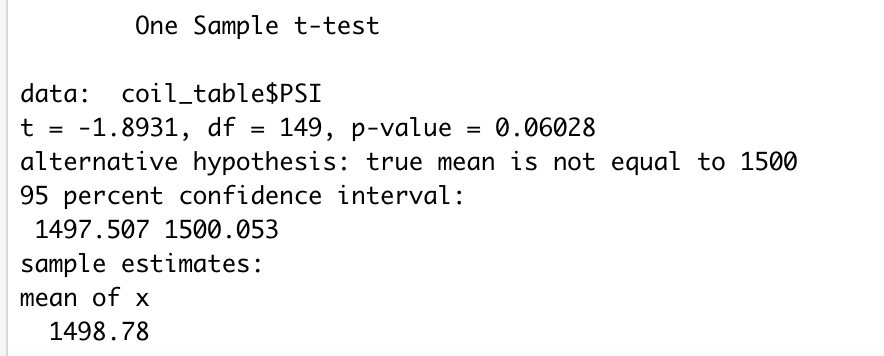 One Sample t-test
data:  coil_table$PSI
t = -1.8931, df = 149, p-value = 0.06028
alternative hypothesis: true mean is not equal to 1500
95 percent confidence interval:
1497.507 1500.053
sample estimates:
mean of x
1498.78